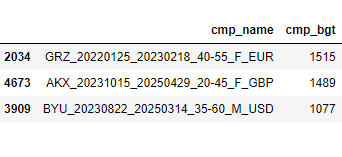 cmp_name cmp_bgt
2034 GRZ_20220125_20230218_40-55_F_EUR 1515
4673 AKX_20231015_20250429_20-45_F_GBP 1489
3909 BYU_20230822_20250314_35-60_M_USD 1077